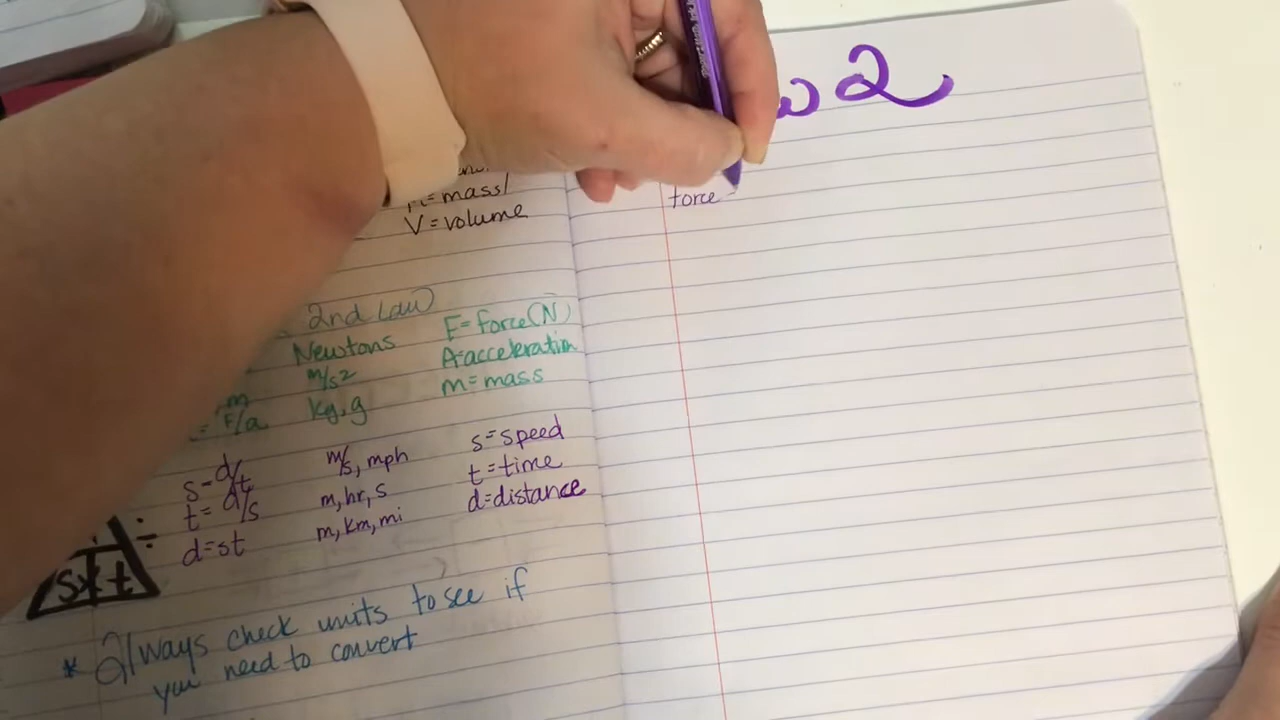 m = mass
V = volume
2nd Law
Newtons F = force (N)
m/s2 A = acceleration
F/a kg, g m = mass
s = d/t m/s, mph s = speed
t = d/s m, hr, s t = time
d = st m, km, mi d = distance
÷
s x t
* Always check units to see if
you need to convert
2
force